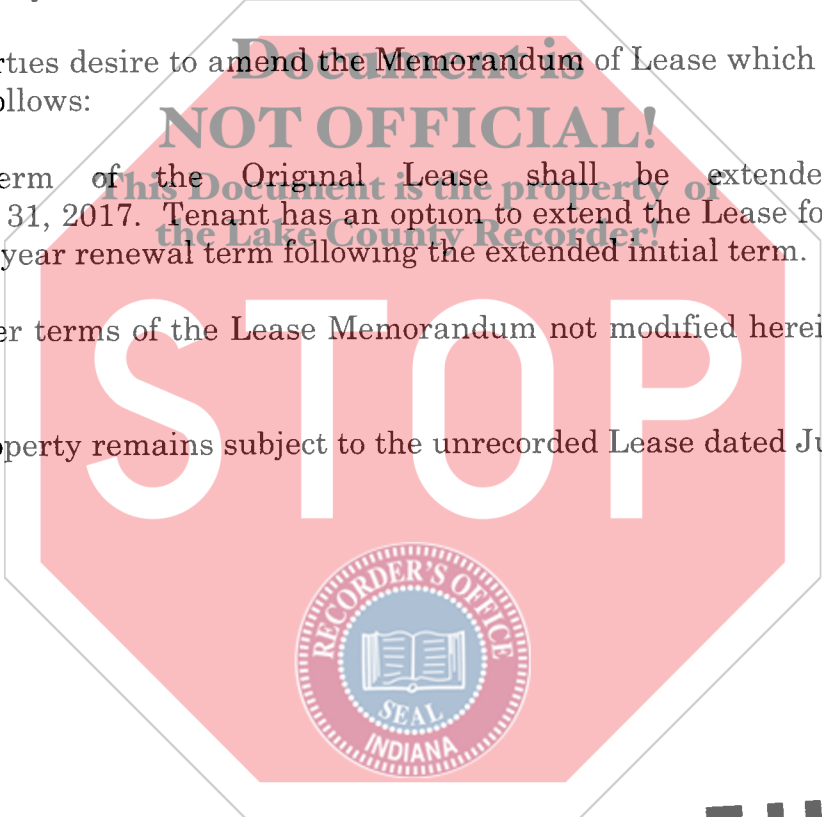 Document is
rties desire to amend the Memorandum of Lease which
ollows:
NOT OFFICIAL!
erm of the Original Lease shall be extende
This Document is the property of
31, 2017. Tenant has an option to extend the Lease fo
the Lake County Recorder!
year renewal term following the extended initial term.
er terms of the Lease Memorandum not modified herei
STOP
operty remains subject to the unrecorded Lease dated Ju
RECORDER'S OFFICE
SEAL
INDIANA